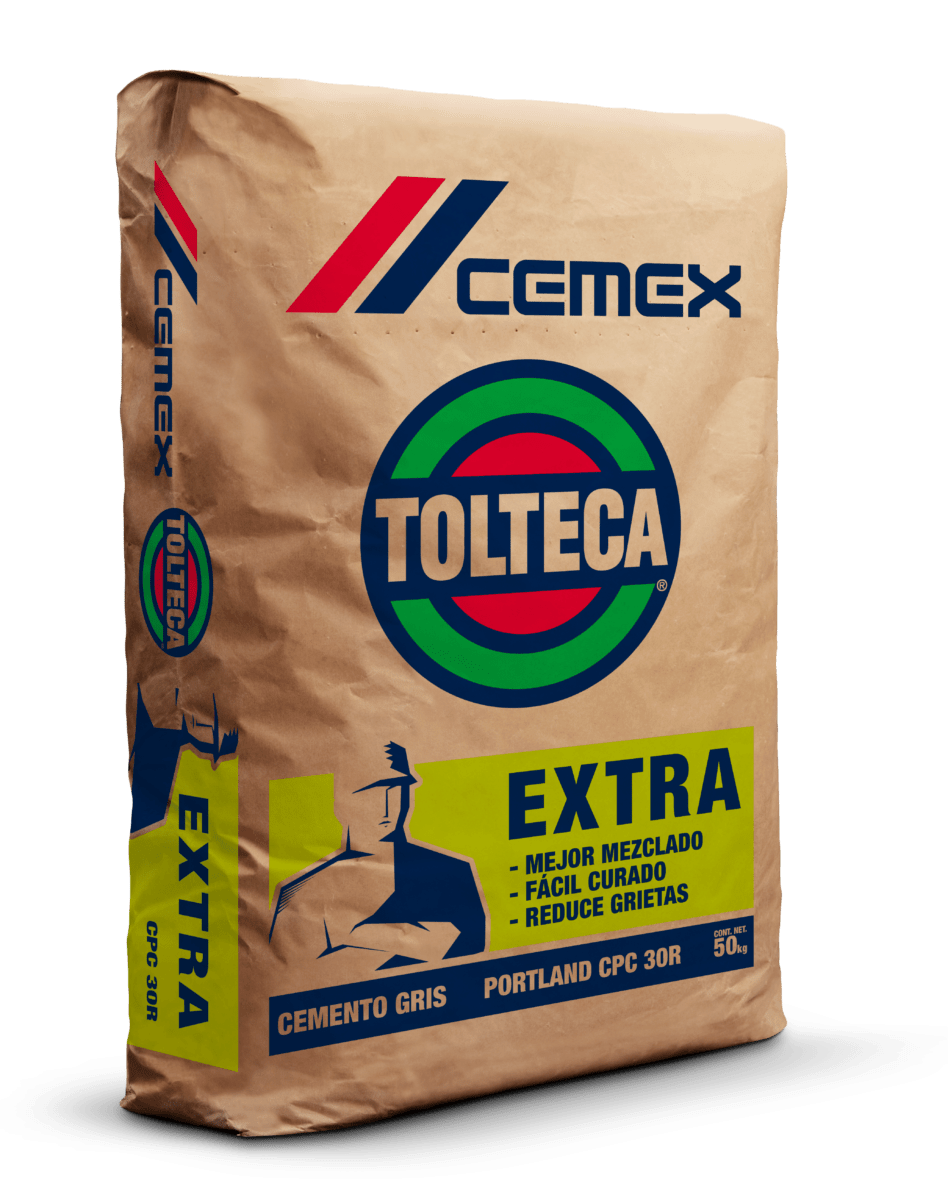 CEMEX
TOLTECA
®
EXTRA
- MEJOR MEZCLADO
- FÁCIL CURADO
- REDUCE GRIETAS
CONT. NET.
50kg
CEMENTO GRIS PORTLAND CPC 30R
CEMEX
TOLTECA
EXTRA
CPC 30R